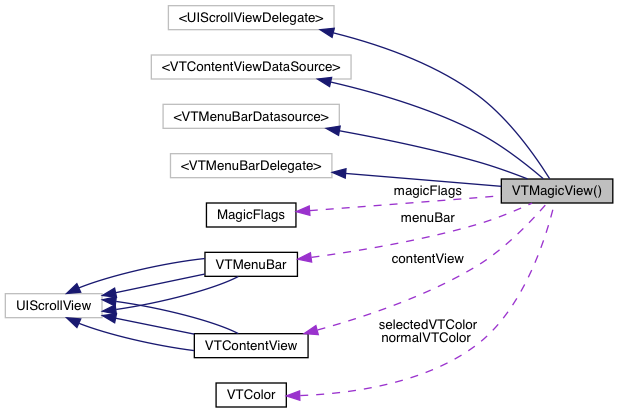 <UIScrollViewDelegate>
<VTContentViewDataSource>
<VTMenuBarDatasource>
<VTMenuBarDelegate>
VTMagicView()
magicFlags
MagicFlags
menuBar
VTMenuBar
contentView
UIScrollView
selectedVTColor
normalVTColor
VTContentView
VTColor